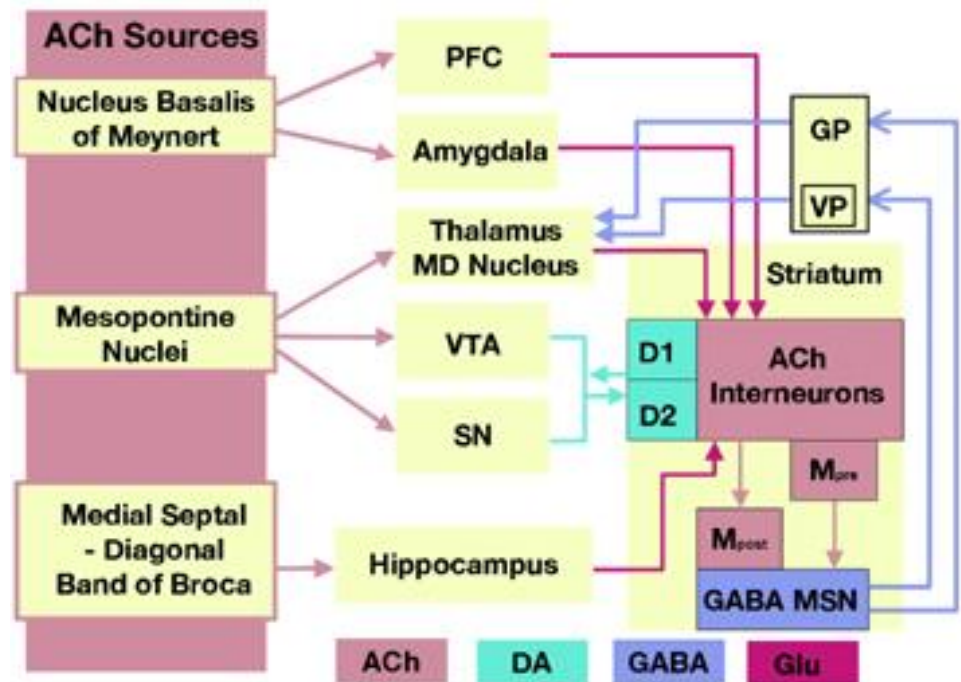 ACh Sources
Nucleus Basalis
of Meynert
Mesopontine
Nuclei
Medial Septal
- Diagonal
Band of Broca
PFC
Amygdala
Thalamus
MD Nucleus
VTA
SN
Hippocampus
GP
VP
Striatum
D1
D2
ACh
Interneurons
Mpre
Mpost
GABA MSN
ACh
DA
GABA
Glu